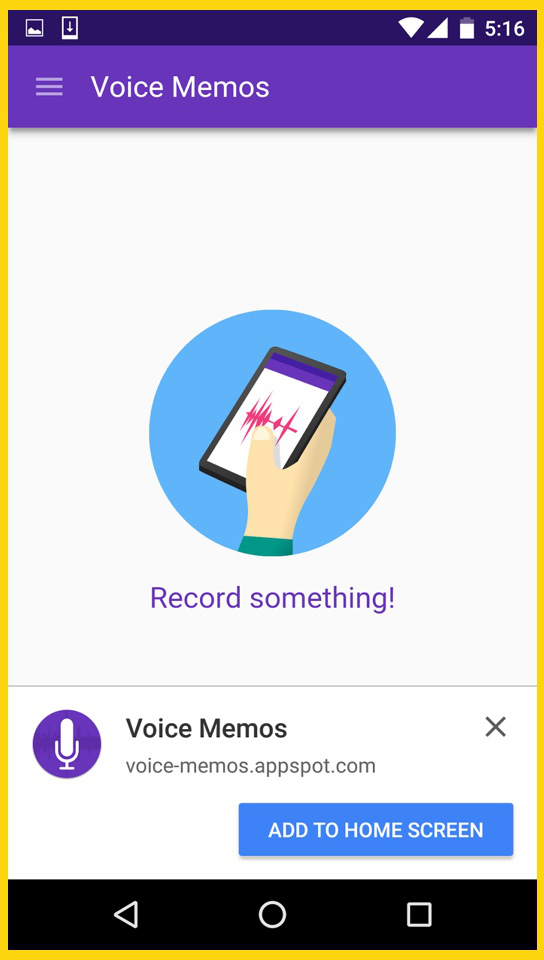 5:16
Voice Memos
Record something!
Voice Memos
voice-memos.appspot.com
ADD TO HOME SCREEN